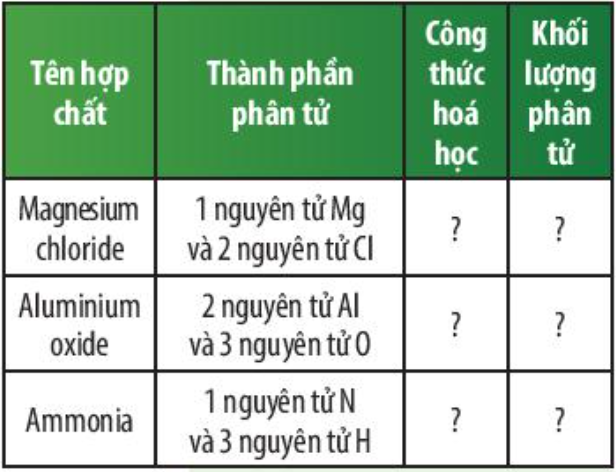 Tên hợp
chất
Thành phần
phân tử
Công
thức
hoá
học
Khối
lượng
phân
tử
Magnesium
chloride
1 nguyên tử Mg
và 2 nguyên tử Cl
?
?
Aluminium
oxide
2 nguyên tử Al
và 3 nguyên tử O
?
?
Ammonia
1 nguyên tử N
và 3 nguyên tử H
?
?